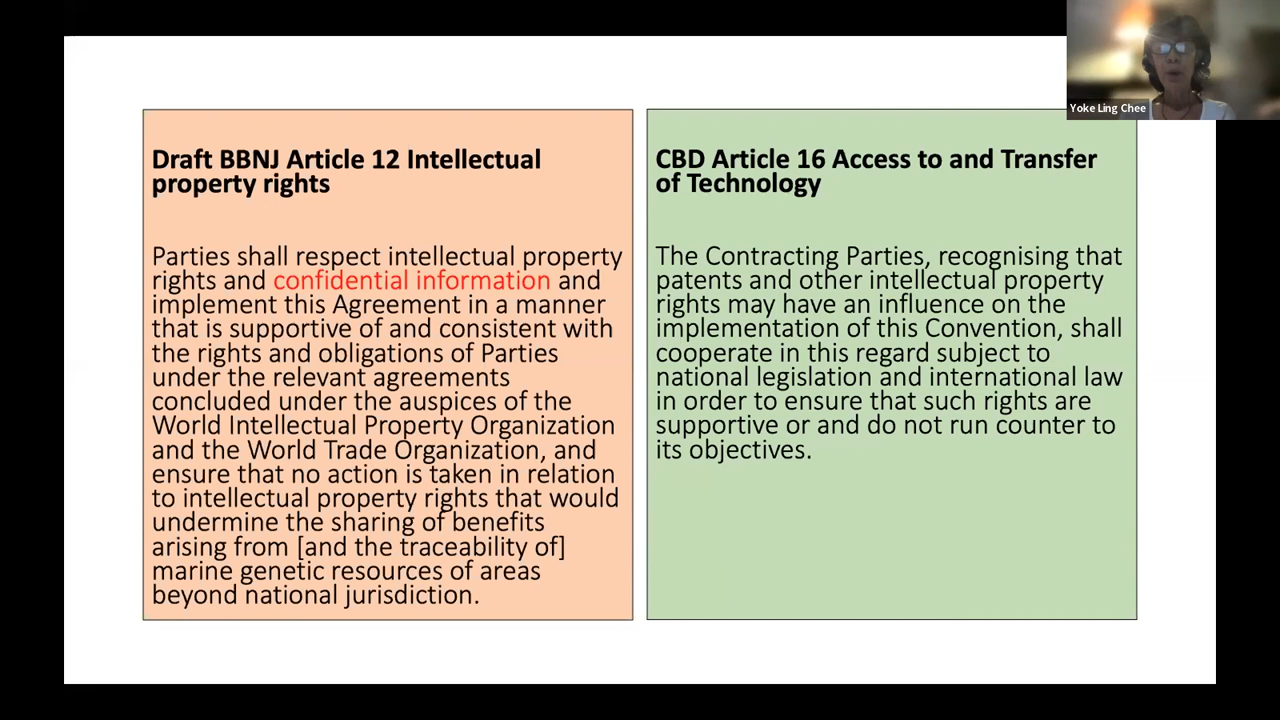 Yoke Ling Chee
Draft BBNJ Article 12 Intellectual
property rights
Parties shall respect intellectual property
rights and confidential information and
implement this Agreement in a manner
that is supportive of and consistent with
the rights and obligations of Parties
under the relevant agreements
concluded under the auspices of the
World Intellectual Property Organization
and the World Trade Organization, and
ensure that no action is taken in relation
to intellectual property rights that would
undermine the sharing of benefits
arising from [and the traceability of]
marine genetic resources of areas
beyond national jurisdiction.
CBD Article 16 Access to and Transfer
of Technology
The Contracting Parties, recognising that
patents and other intellectual property
rights may have an influence on the
implementation of this Convention, shall
cooperate in this regard subject to
national legislation and international law
in order to ensure that such rights are
supportive or and do not run counter to
its objectives.